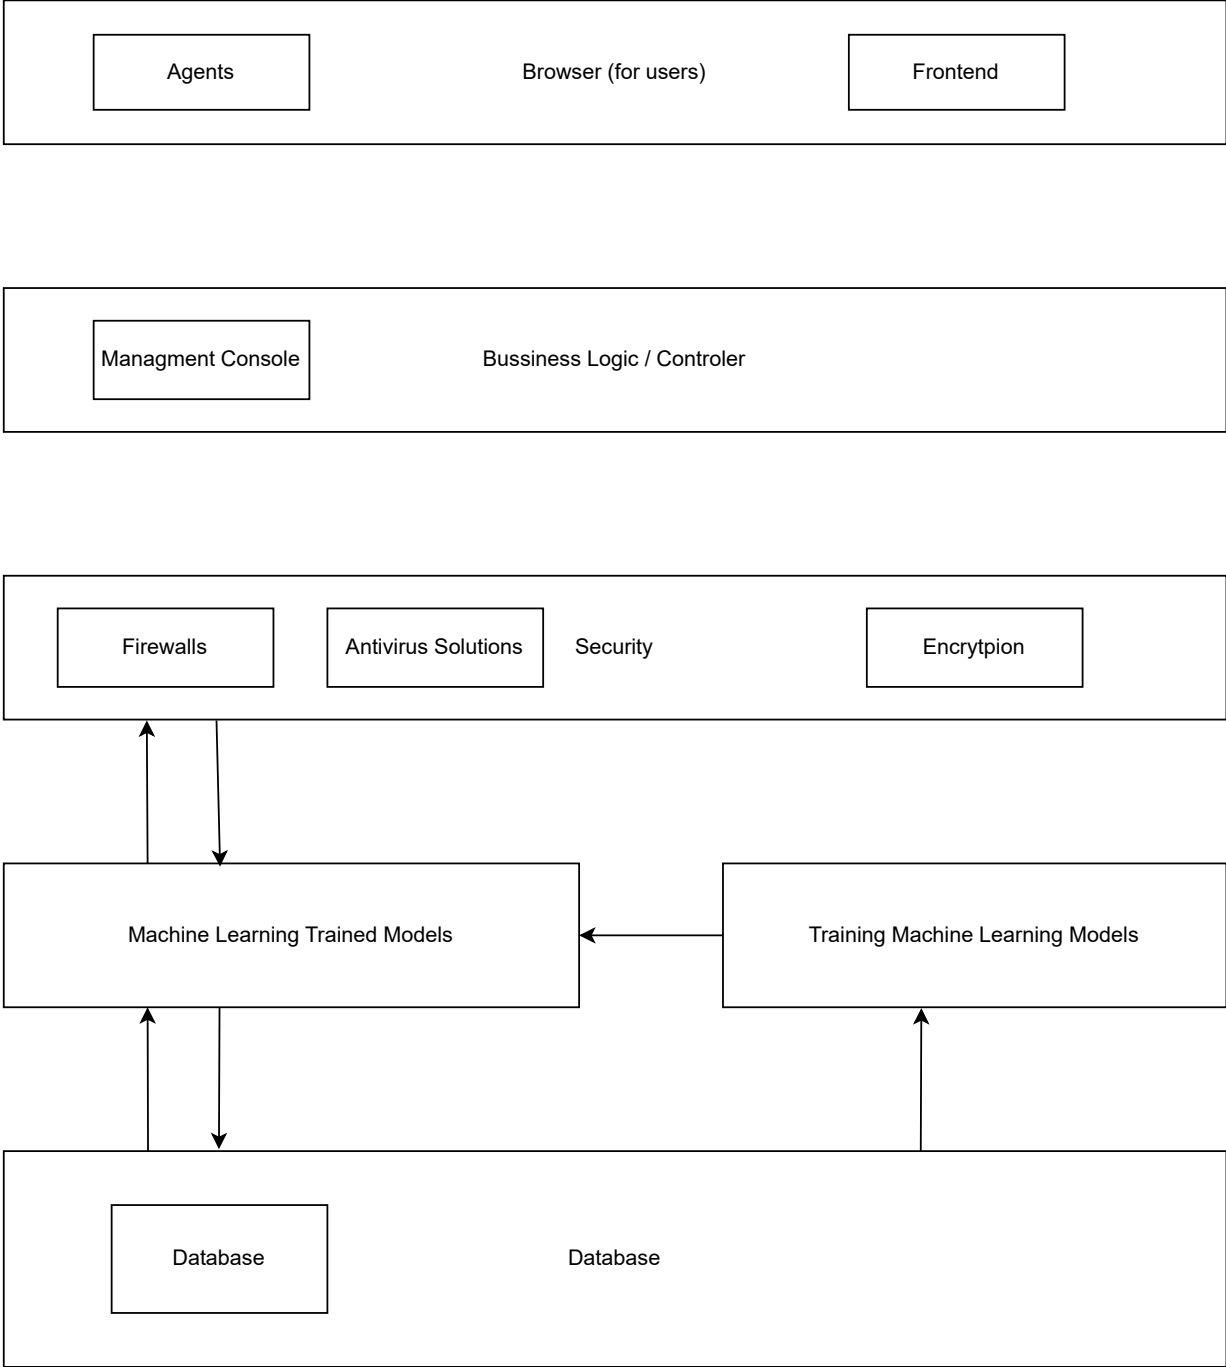 Agents
Browser (for users)
Frontend
Managment Console
Bussiness Logic / Controler
Firewalls
Antivirus Solutions
Security
Encrytpion
Machine Learning Trained Models
Training Machine Learning Models
Database
Database